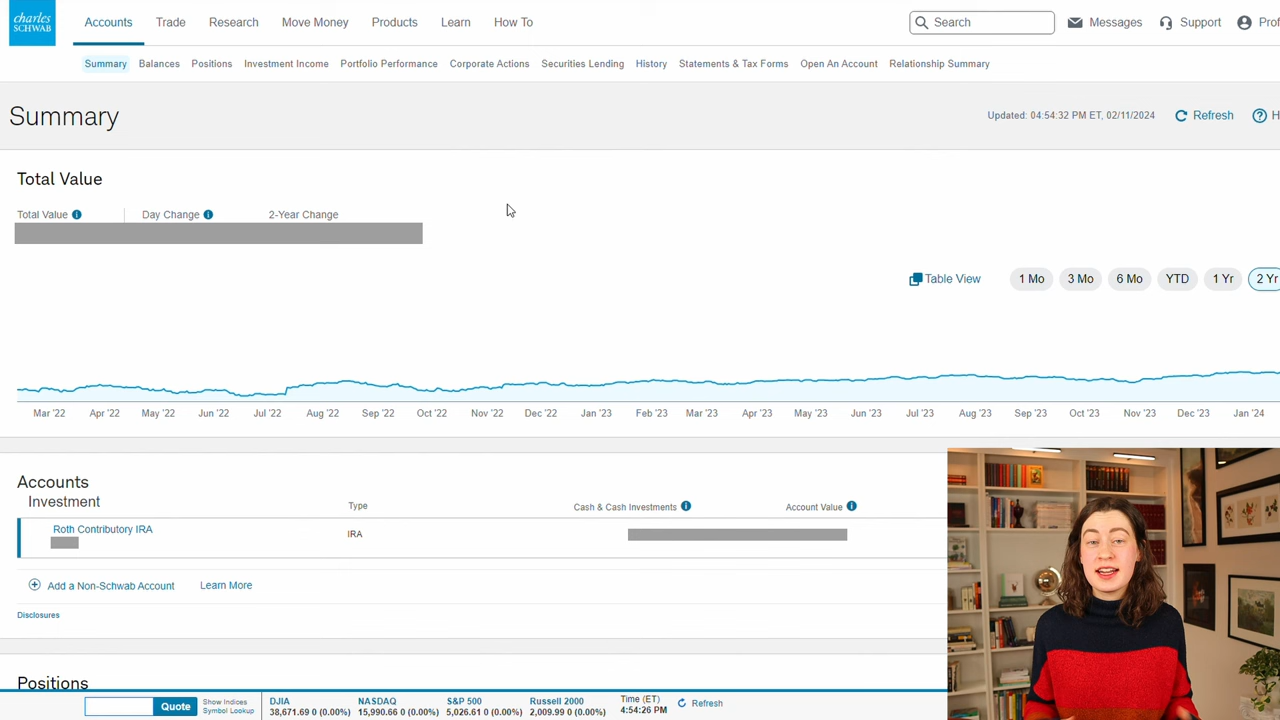 charles
SCHWAB
Accounts Trade Research Move Money Products Learn How To
Search
Messages Support Prof
Summary Balances Positions Investment Income Portfolio Performance Corporate Actions Securities Lending History Statements & Tax Forms Open An Account Relationship Summary
Summary
Updated: 04:54:32 PM ET, 02/11/2024 Refresh H
Total Value
Total Value Day Change 2-Year Change
Table View 1 Mo 3 Mo 6 Mo YTD 1 Yr 2 Yr
Mar '22 Apr '22 May '22 Jun '22 Jul '22 Aug '22 Sep '22 Oct '22 Nov '22 Dec '22 Jan '23 Feb '23 Mar '23 Apr '23 May '23 Jun '23 Jul '23 Aug '23 Sep '23 Oct '23 Nov '23 Dec '23 Jan '24
Accounts
Investment
Type Cash & Cash Investments Account Value
Roth Contributory IRA IRA
Add a Non-Schwab Account Learn More
Disclosures
Positions
Quote
Show Indices
Symbol Lookup
DJIA
38,671.69 0 (0.00%)
NASDAQ
15,990.66 0 (0.00%)
S&P 500
5,026.61 0 (0.00%)
Russell 2000
2,009.99 0 (0.00%)
Time (ET)
4:54:26 PM
Refresh